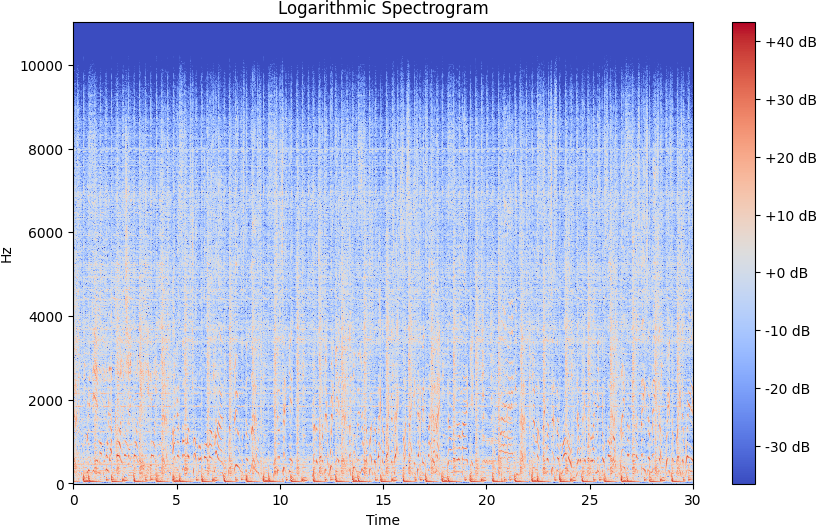 Logarithmic Spectrogram
10000
8000
6000
4000
2000
0
Hz
0 5 10 15 20 25 30
Time
+40 dB
+30 dB
+20 dB
+10 dB
+0 dB
-10 dB
-20 dB
-30 dB